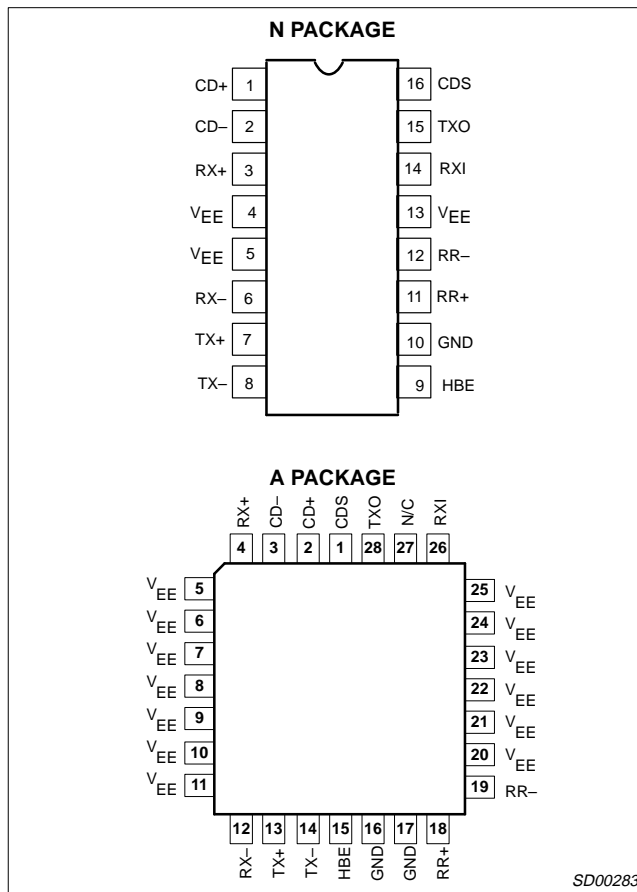 N PACKAGE
CD+ 1 16 CDS
CD– 2 15 TXO
RX+ 3 14 RXI
VEE 4 13 VEE
VEE 5 12 RR–
RX– 6 11 RR+
TX+ 7 10 GND
TX– 8 9 HBE
A PACKAGE
RX+ CD– CD+ CDS TXO N/C RXI
4 3 2 1 28 27 26
VEE 5 25 VEE
VEE 6 24 VEE
VEE 7 23 VEE
VEE 8 22 VEE
VEE 9 21 VEE
VEE 10 20 VEE
VEE 11 19 RR–
12 13 14 15 16 17 18
RX– TX+ TX– HBE GND GND RR+
SD00283